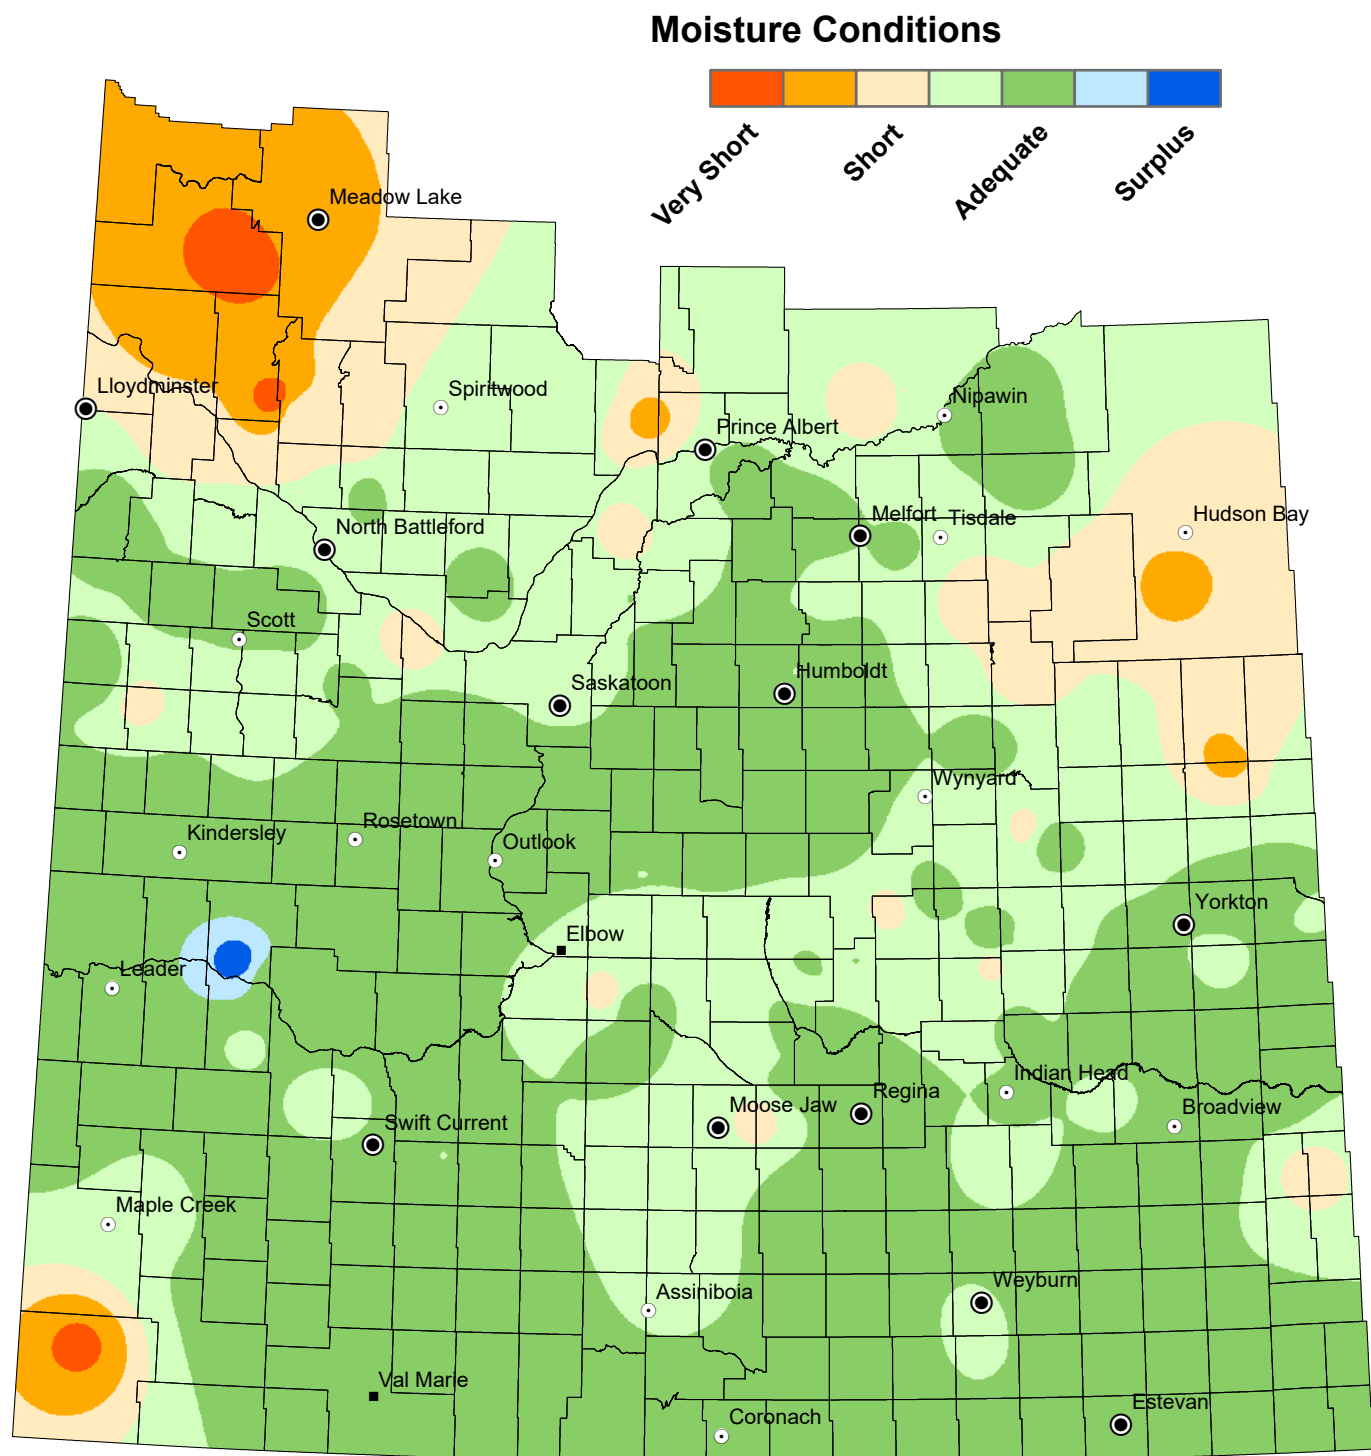 Moisture Conditions
Very Short
Short
Adequate
Surplus
Meadow Lake
Lloydminster
Spiritwood
Nipawin
Prince Albert
Melfort
Tisdale
Hudson Bay
North Battleford
Scott
Saskatoon
Humboldt
Wynyard
Kindersley
Rosetown
Outlook
Yorkton
Elbow
Leader
Indian Head
Regina
Moose Jaw
Broadview
Swift Current
Maple Creek
Weyburn
Assiniboia
Val Marie
Estevan
Coronach